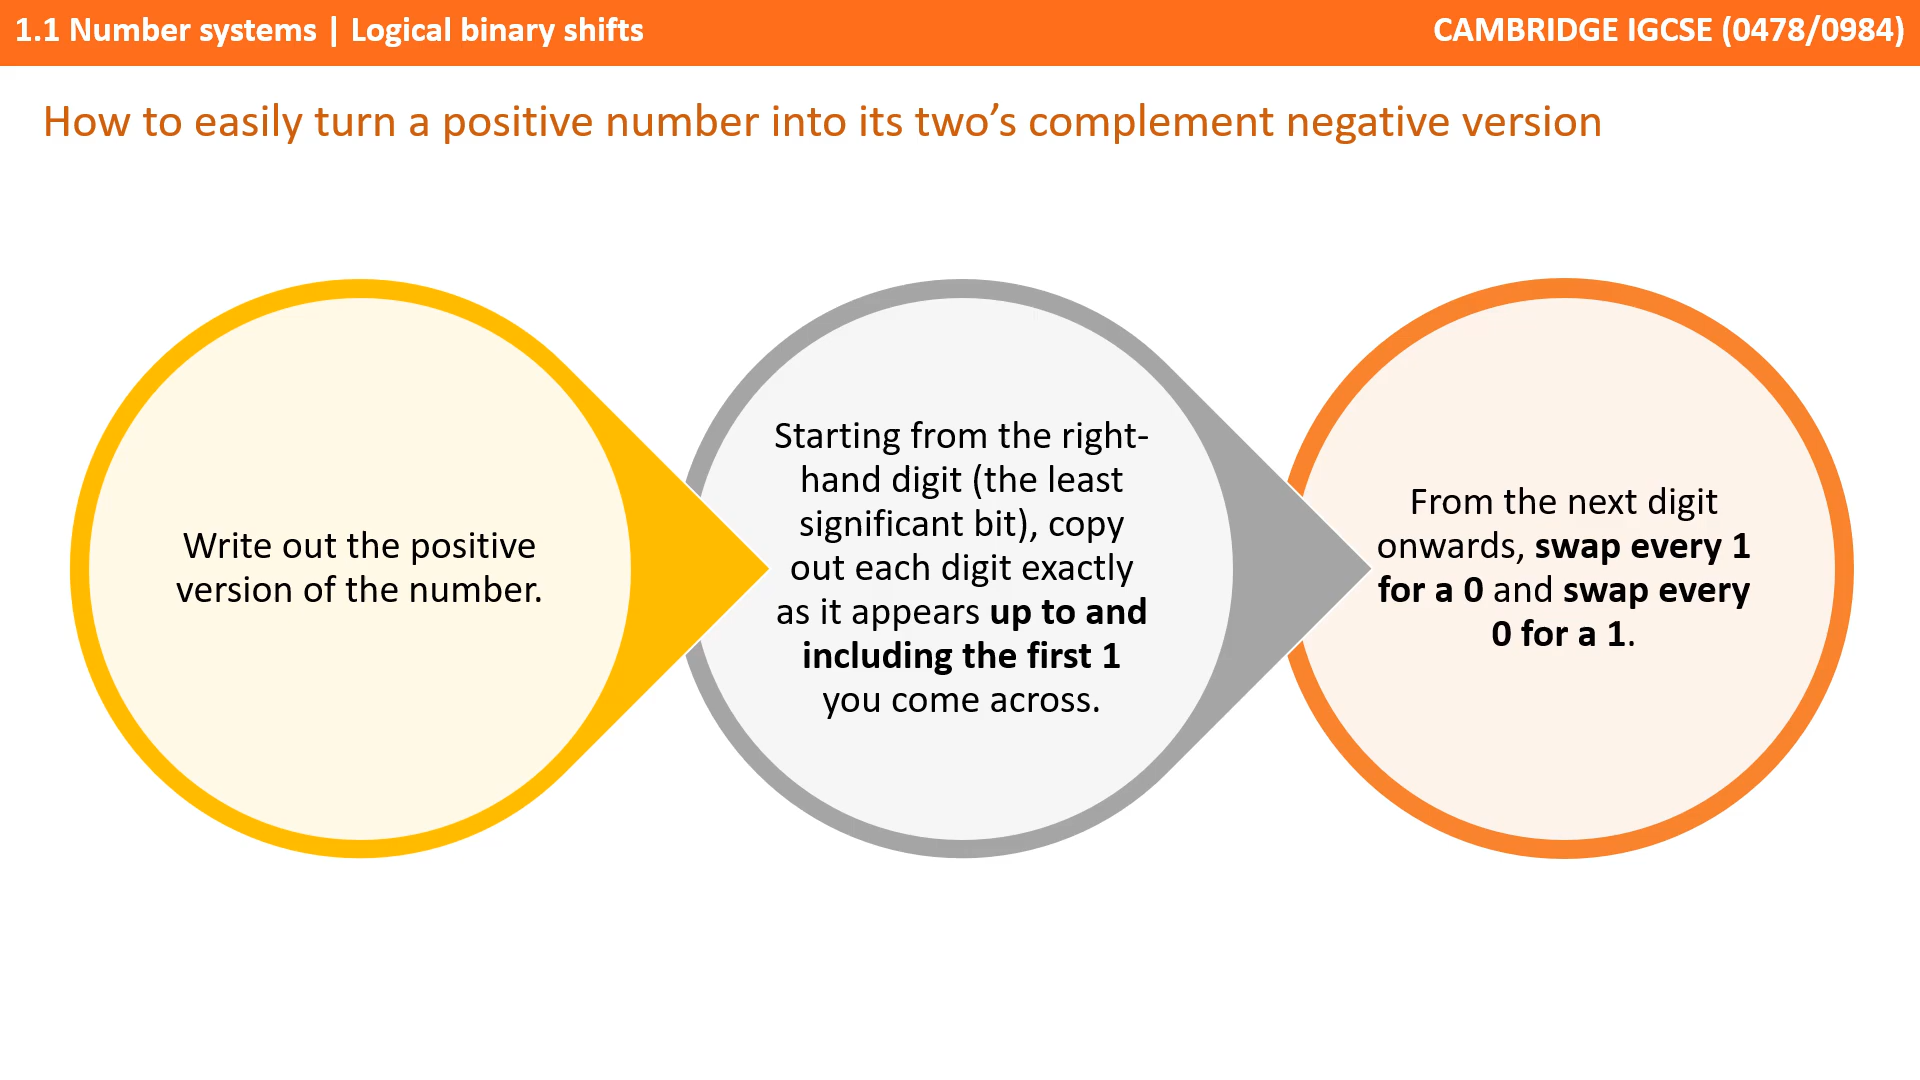 1.1 Number systems | Logical binary shifts
CAMBRIDGE IGCSE (0478/0984)
How to easily turn a positive number into its two’s complement negative version
Write out the positive
version of the number.
Starting from the right-
hand digit (the least
significant bit), copy
out each digit exactly
as it appears up to and
including the first 1
you come across.
From the next digit
onwards, swap every 1
for a 0 and swap every
0 for a 1.